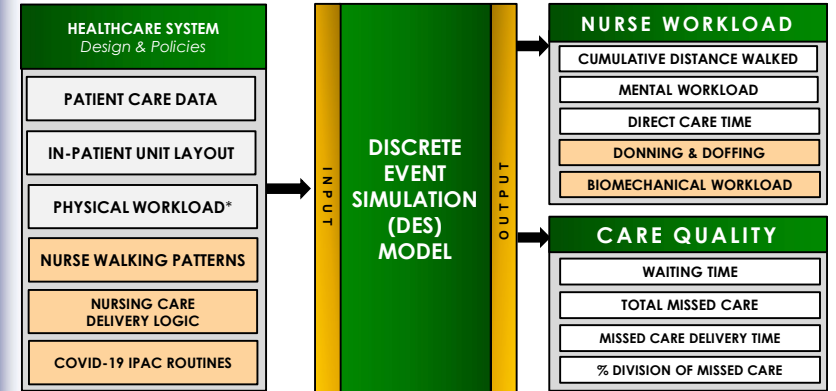 HEALTHCARE SYSTEM
Design & Policies
PATIENT CARE DATA
IN-PATIENT UNIT LAYOUT
PHYSICAL WORKLOAD*
NURSE WALKING PATTERNS
NURSING CARE
DELIVERY LOGIC
COVID-19 IPAC ROUTINES
INPUT
DISCRETE
EVENT
SIMULATION
(DES)
MODEL
OUTPUT
NURSE WORKLOAD
CUMULATIVE DISTANCE WALKED
MENTAL WORKLOAD
DIRECT CARE TIME
DONNING & DOFFING
BIOMECHANICAL WORKLOAD
CARE QUALITY
WAITING TIME
TOTAL MISSED CARE
MISSED CARE DELIVERY TIME
% DIVISION OF MISSED CARE